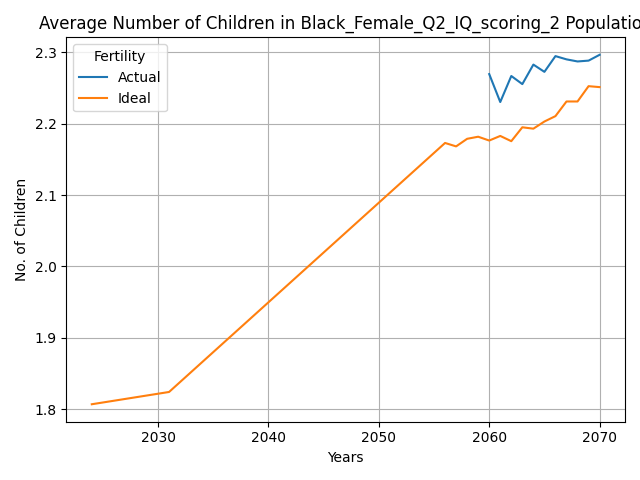 Average Number of Children in Black_Female_Q2_IQ_scoring_2 Populatio
2.3
2.2
2.1
2.0
1.9
1.8
No. of Children
Fertility
Actual
Ideal
2030 2040 2050 2060 2070
Years